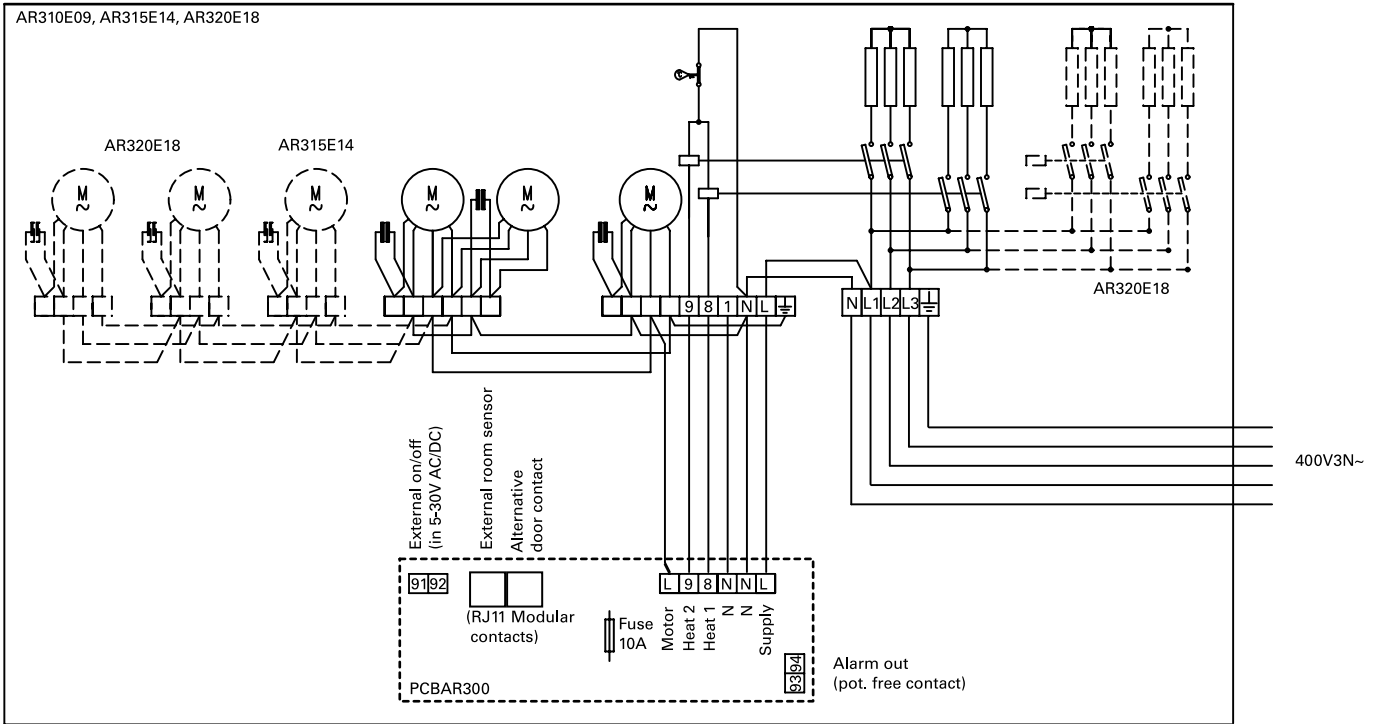 AR310E09, AR315E14, AR320E18
AR320E18
AR315E14
M
~
M
~
M
~
M
~
M
~
M
~
AR320E18
9 8 1 N L
N L1 L2 L3
400V3N~
External on/off
(in 5-30V AC/DC)
External room sensor
Alternative
door contact
91 92
(RJ11 Modular
contacts)
Fuse
10A
L 9 8 N N L
Motor
Heat 2
Heat 1
N
N
Supply
93 94
Alarm out
(pot. free contact)
PCBAR300